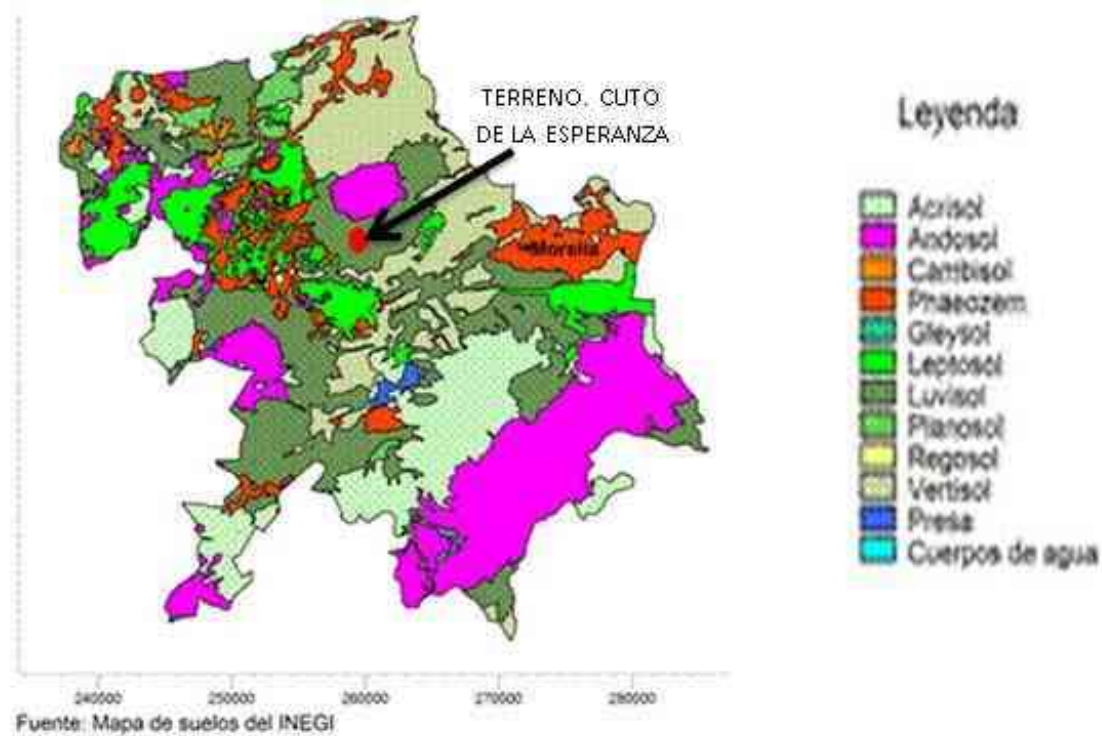 TERRENO. CUTO
DE LA ESPERANZA
Morelia
Leyenda
Acrisol
Andosol
Cambisol
Phaeozem
Gleysol
Leptosol
Luvisol
Planosol
Regosol
Vertisol
Presa
Cuerpos de agua
240000 250000 260000 270000 280000
Fuente: Mapa de suelos del INEGI